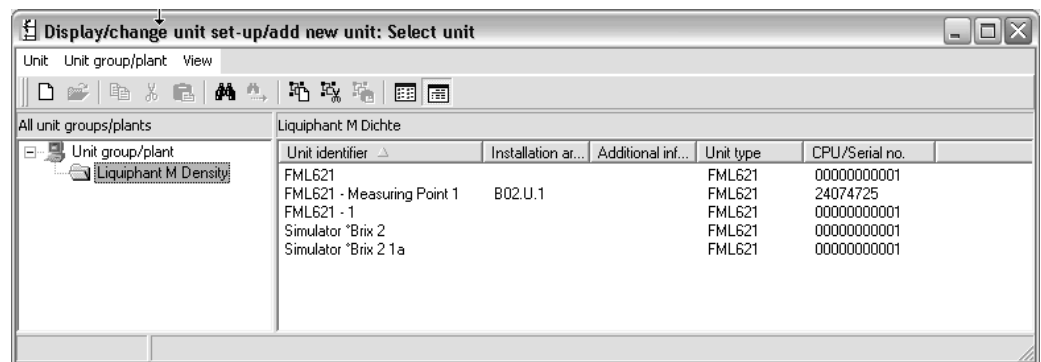 Display/change unit set-up/add new unit: Select unit
Unit Unit group/plant View
All unit groups/plants Liquiphant M Dichte
Unit group/plant
Liquiphant M Density
Unit identifier Installation ar... Additional inf... Unit type CPU/Serial no.
FML621 FML621 00000000001
FML621 - Measuring Point 1 B02.U.1 FML621 24074725
FML621 - 1 FML621 00000000001
Simulator °Brix 2 FML621 00000000001
Simulator °Brix 2 1a FML621 00000000001